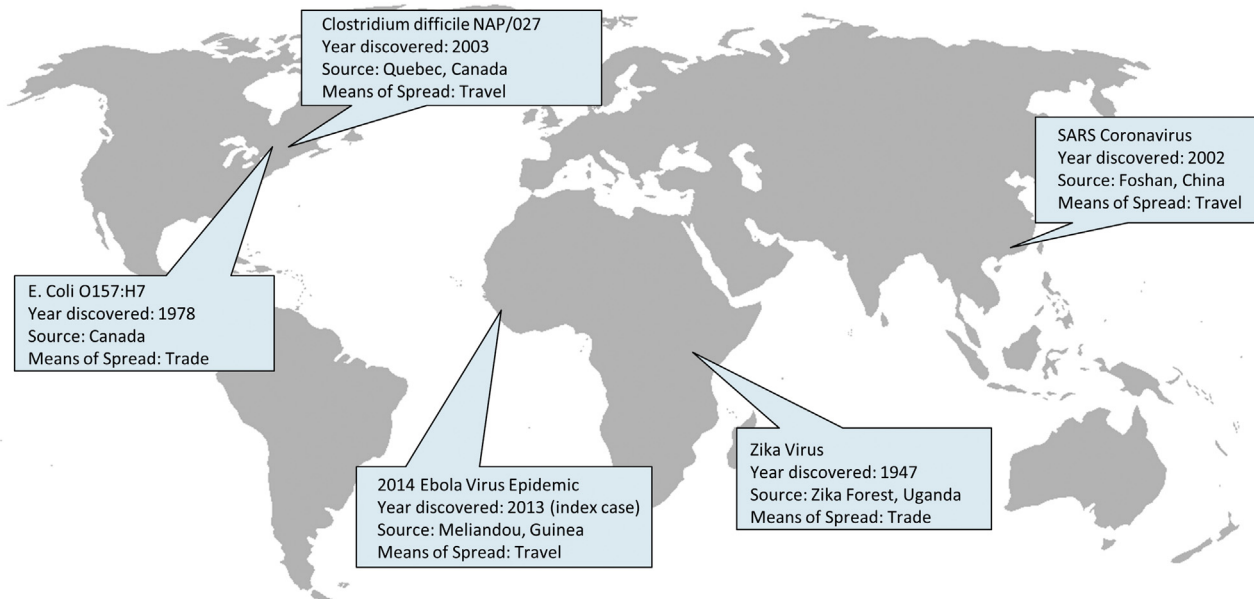 Clostridium difficile NAP/027
Year discovered: 2003
Source: Quebec, Canada
Means of Spread: Travel
SARS Coronavirus
Year discovered: 2002
Source: Foshan, China
Means of Spread: Travel
E. Coli O157:H7
Year discovered: 1978
Source: Canada
Means of Spread: Trade
Zika Virus
Year discovered: 1947
Source: Zika Forest, Uganda
Means of Spread: Trade
2014 Ebola Virus Epidemic
Year discovered: 2013 (index case)
Source: Meliandou, Guinea
Means of Spread: Travel